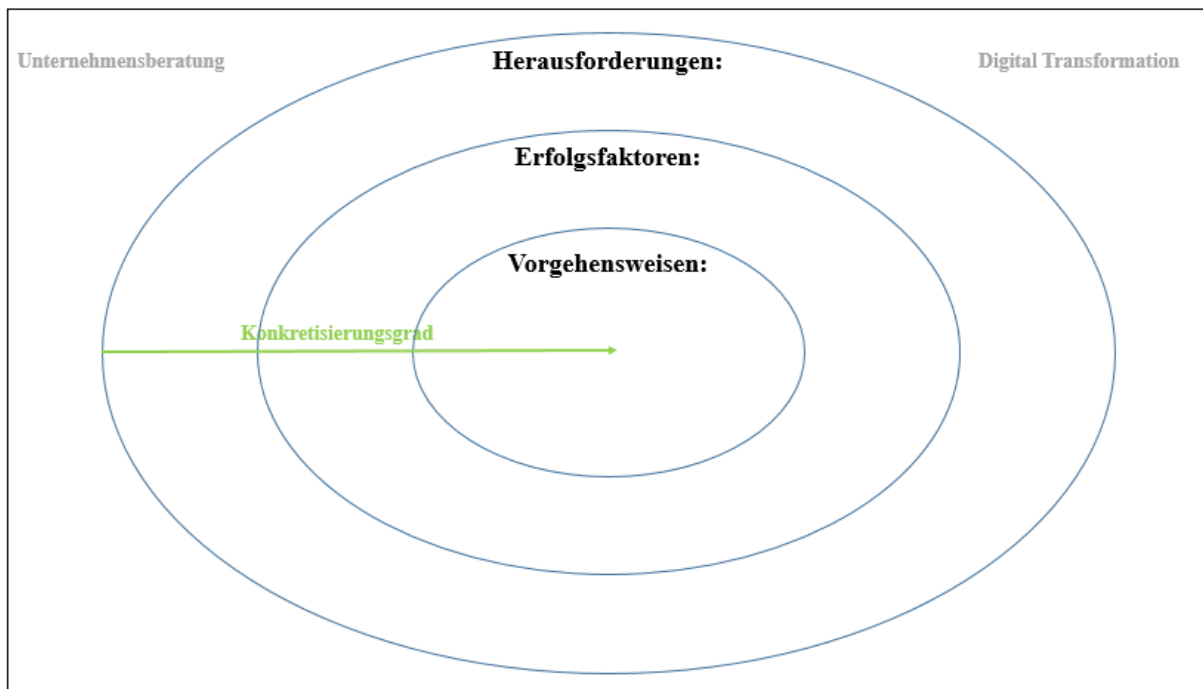 Unternehmensberatung
Herausforderungen:
Digital Transformation
Erfolgsfaktoren:
Vorgehensweisen:
Konkretisierungsgrad